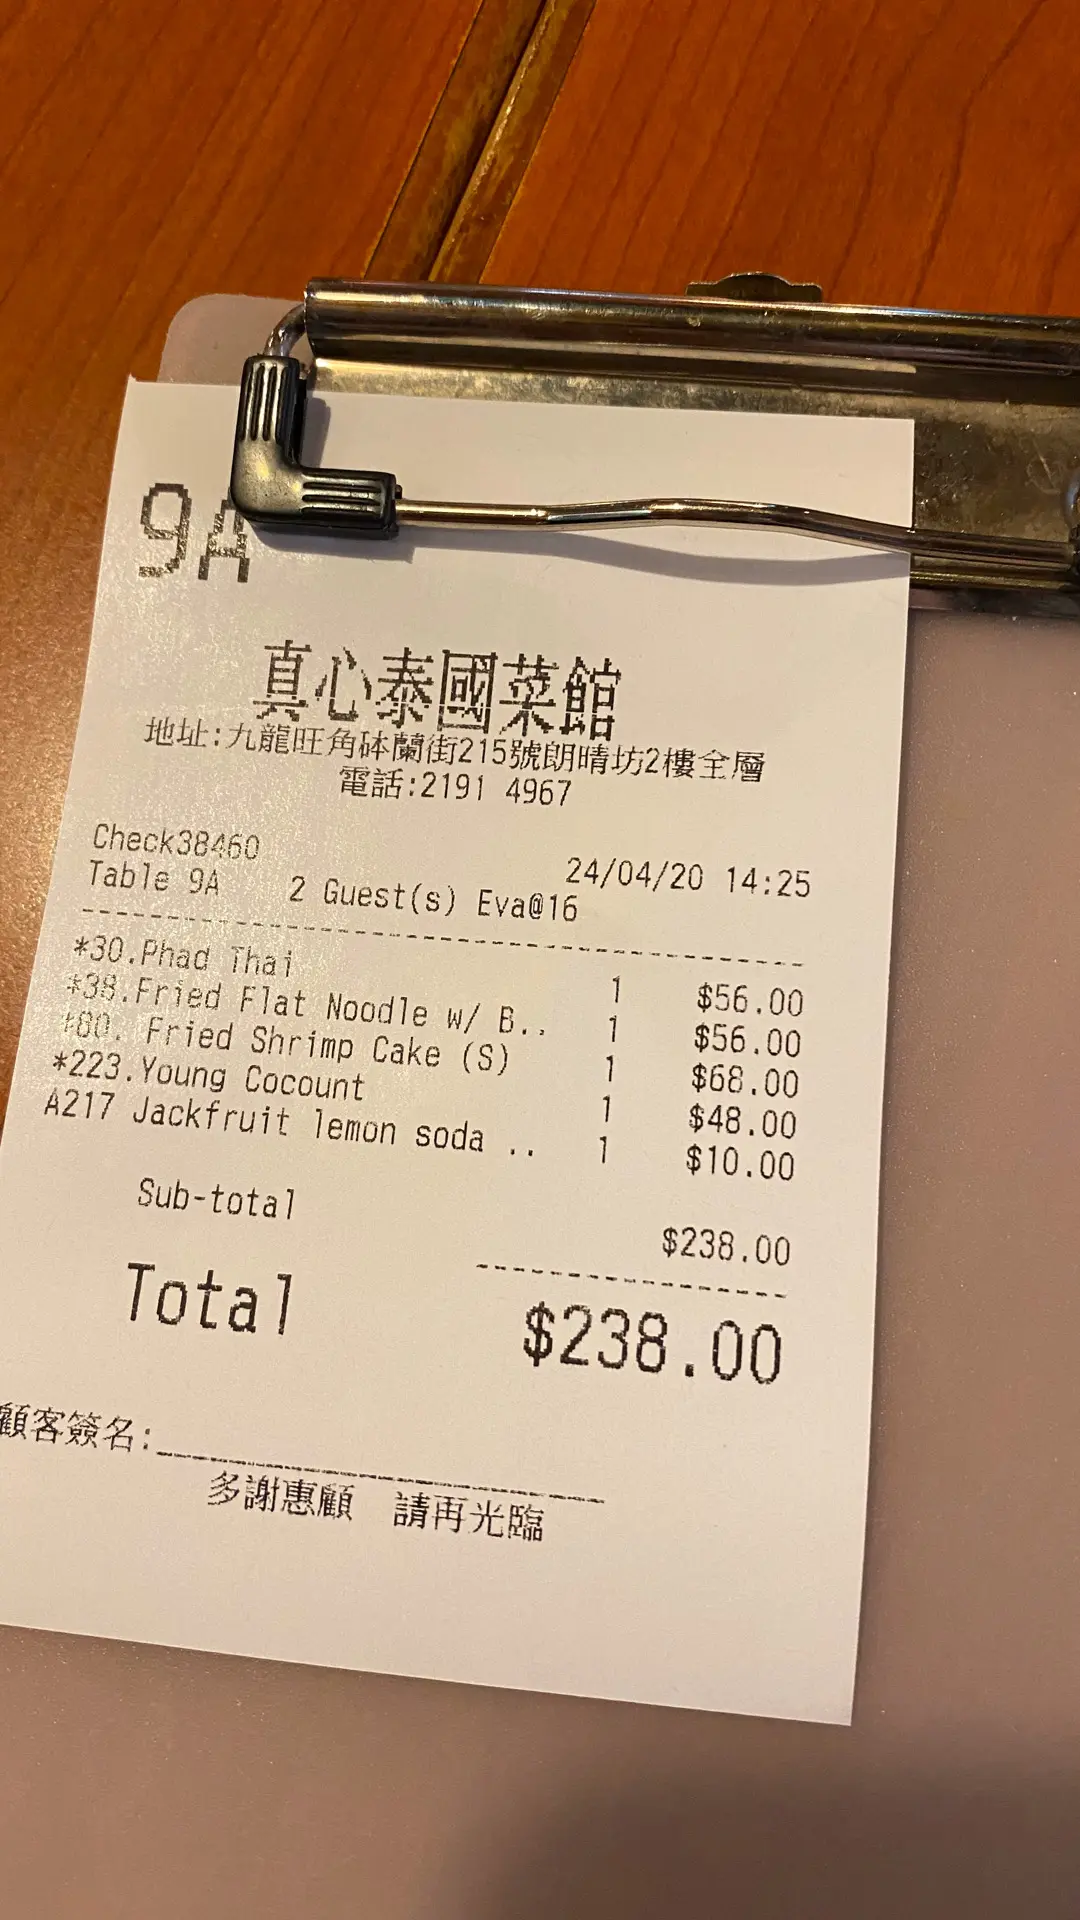 9A
真心泰國菜館
地址:九龍旺角砵蘭街215號朗晴坊2樓全層
電話:2191 4967
Check38460
24/04/20 14:25
Table 9A 2 Guest(s) Eva@16
*30.Phad Thai 1 $56.00
*38.Fried Flat Noodle w/ B.. 1 $56.00
*80. Fried Shrimp Cake (S) 1 $68.00
*223.Young Cocount 1 $48.00
A217 Jackfruit lemon soda .. 1 $10.00
Sub-total $238.00
Total $238.00
顧客簽名:
多謝惠顧 請再光臨